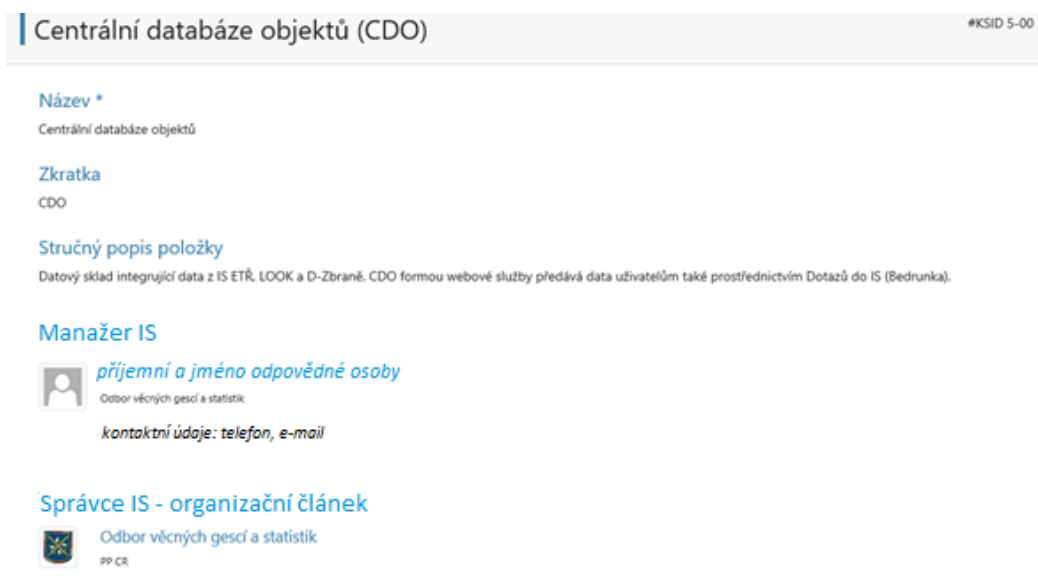 Centrální databáze objektů (CDO)
#KSID 5-00
Název *
Centrální databáze objektů
Zkratka
CDO
Stručný popis položky
Datový sklad integrující data z IS ETŘ, LOOK a D-Zbraně. CDO formou webové služby předává data uživatelům také prostřednictvím Dotazů do IS (Bedrunka).
Manažer IS
příjemní a jméno odpovědné osoby
Odbor věcných gescí a statistik
kontaktní údaje: telefon, e-mail
Správce IS - organizační článek
Odbor věcných gescí a statistik
PP CR